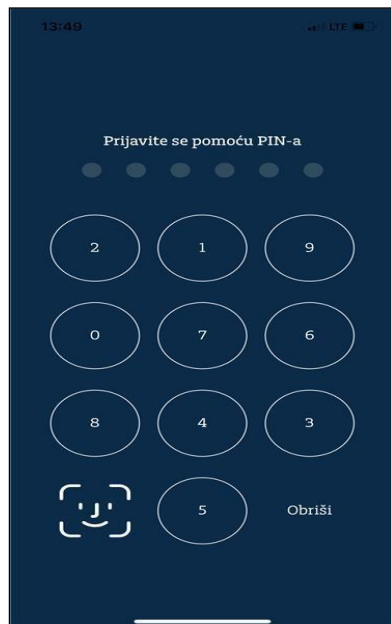 13:49 LTE
Prijavite se pomoću PIN-a
2 1 9
0 7 6
8 4 3
5 Obriši